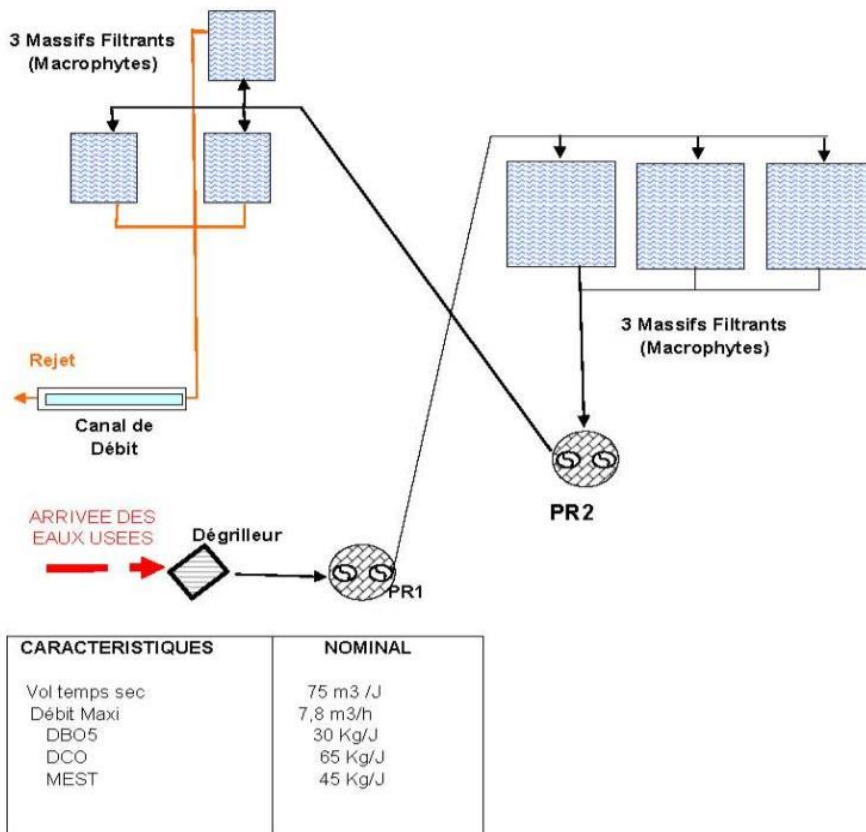 3 Massifs Filtrants
(Macrophytes)
3 Massifs Filtrants
(Macrophytes)
Rejet
Canal de
Débit
PR2
ARRIVEE DES
EAUX USEES
Dégrilleur
PR1
CARACTERISTIQUES NOMINAL
Vol temps sec 75 m3 /J
Débit Maxi 7,8 m3/h
DBO5 30 Kg/J
DCO 65 Kg/J
MEST 45 Kg/J